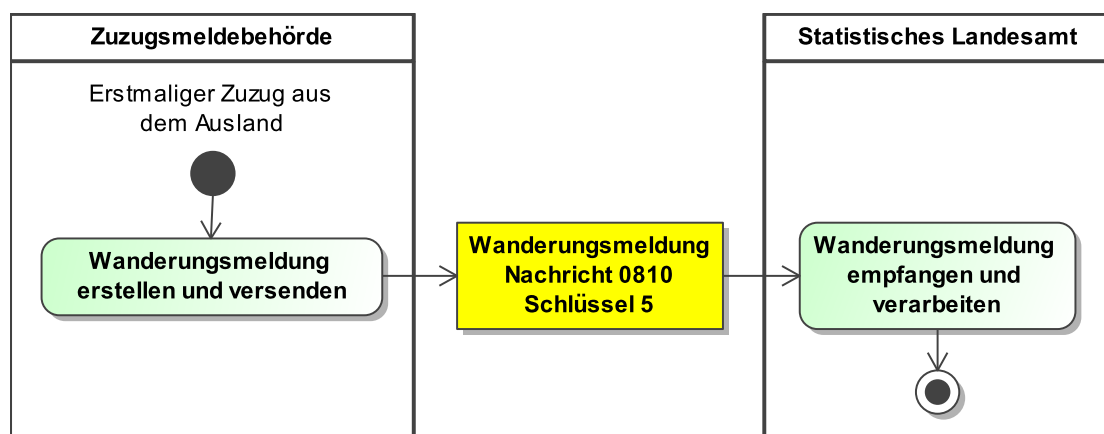 Zuzugsmeldebehörde
Erstmaliger Zuzug aus
dem Ausland
Wanderungsmeldung
erstellen und versenden
Wanderungsmeldung
Nachricht 0810
Schlüssel 5
Statistisches Landesamt
Wanderungsmeldung
empfangen und
verarbeiten